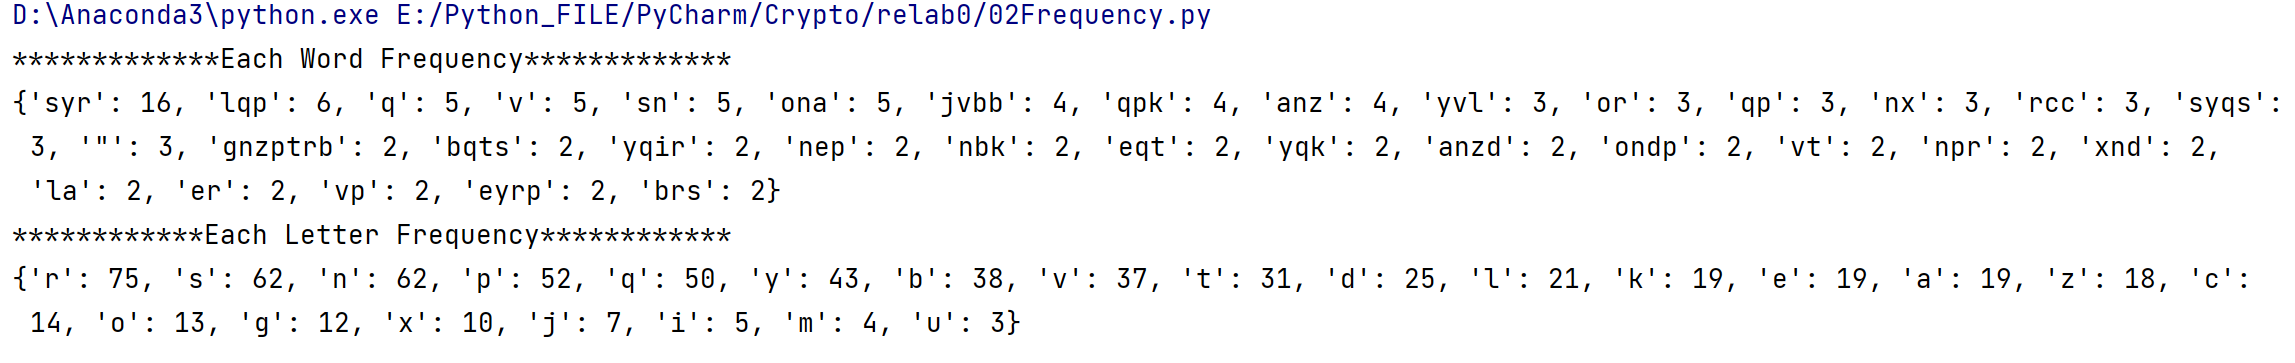 D:\Anaconda3\python.exe E:/Python_FILE/PyCharm/Crypto/relab0/02Frequency.py
*************Each Word Frequency*************
{'syr': 16, 'lqp': 6, 'q': 5, 'v': 5, 'sn': 5, 'ona': 5, 'jvbb': 4, 'qpk': 4, 'anz': 4, 'yvl': 3, 'or': 3, 'qp': 3, 'nx': 3, 'rcc': 3, 'syqs':
3, '"': 3, 'gnzptrb': 2, 'bqts': 2, 'yqir': 2, 'nep': 2, 'nbk': 2, 'eqt': 2, 'yqk': 2, 'anzd': 2, 'ondp': 2, 'vt': 2, 'npr': 2, 'xnd': 2,
'la': 2, 'er': 2, 'vp': 2, 'eyrp': 2, 'brs': 2}
************Each Letter Frequency************
{'r': 75, 's': 62, 'n': 62, 'p': 52, 'q': 50, 'y': 43, 'b': 38, 'v': 37, 't': 31, 'd': 25, 'l': 21, 'k': 19, 'e': 19, 'a': 19, 'z': 18, 'c':
14, 'o': 13, 'g': 12, 'x': 10, 'j': 7, 'i': 5, 'm': 4, 'u': 3}